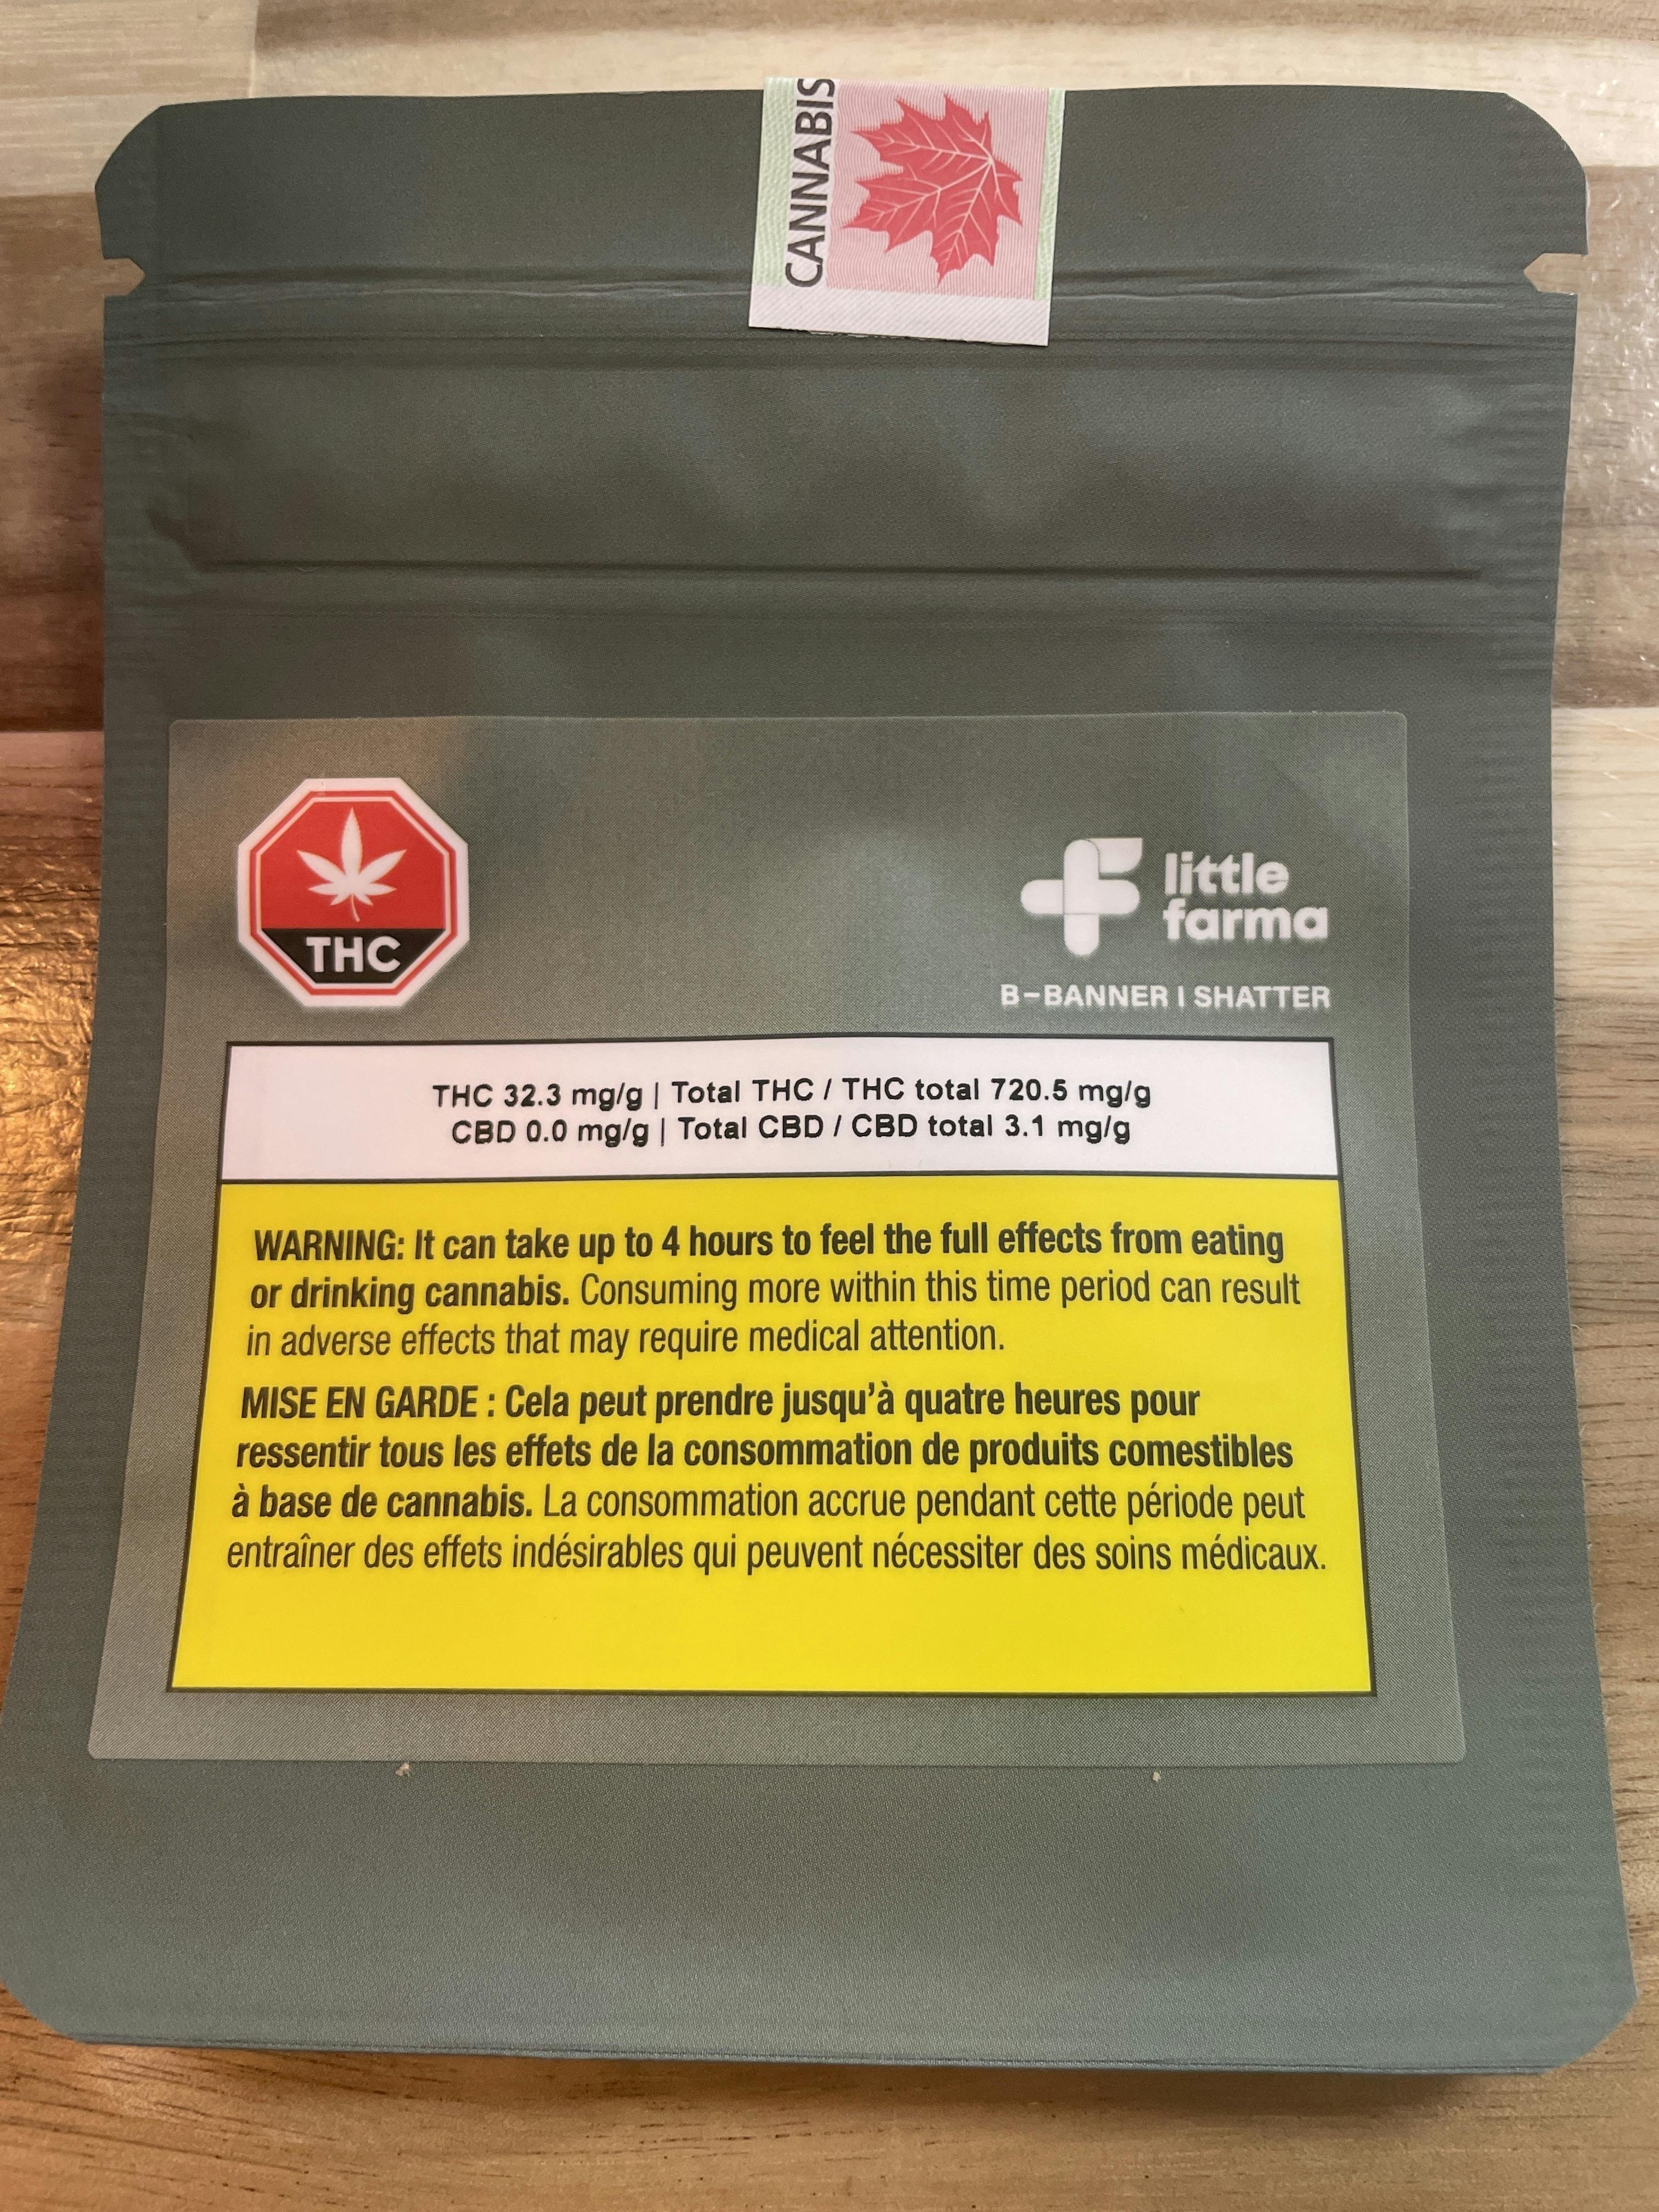 CANNABIS
THC
little
farma
B-BANNER | SHATTER
THC 32.3 mg/g | Total THC / THC total 720.5 mg/g
CBD 0.0 mg/g | Total CBD / CBD total 3.1 mg/g
WARNING: It can take up to 4 hours to feel the full effects from eating
or drinking cannabis. Consuming more within this time period can result
in adverse effects that may require medical attention.
MISE EN GARDE : Cela peut prendre jusqu'à quatre heures pour
ressentir tous les effets de la consommation de produits comestibles
à base de cannabis. La consommation accrue pendant cette période peut
entraîner des effets indésirables qui peuvent nécessiter des soins médicaux.